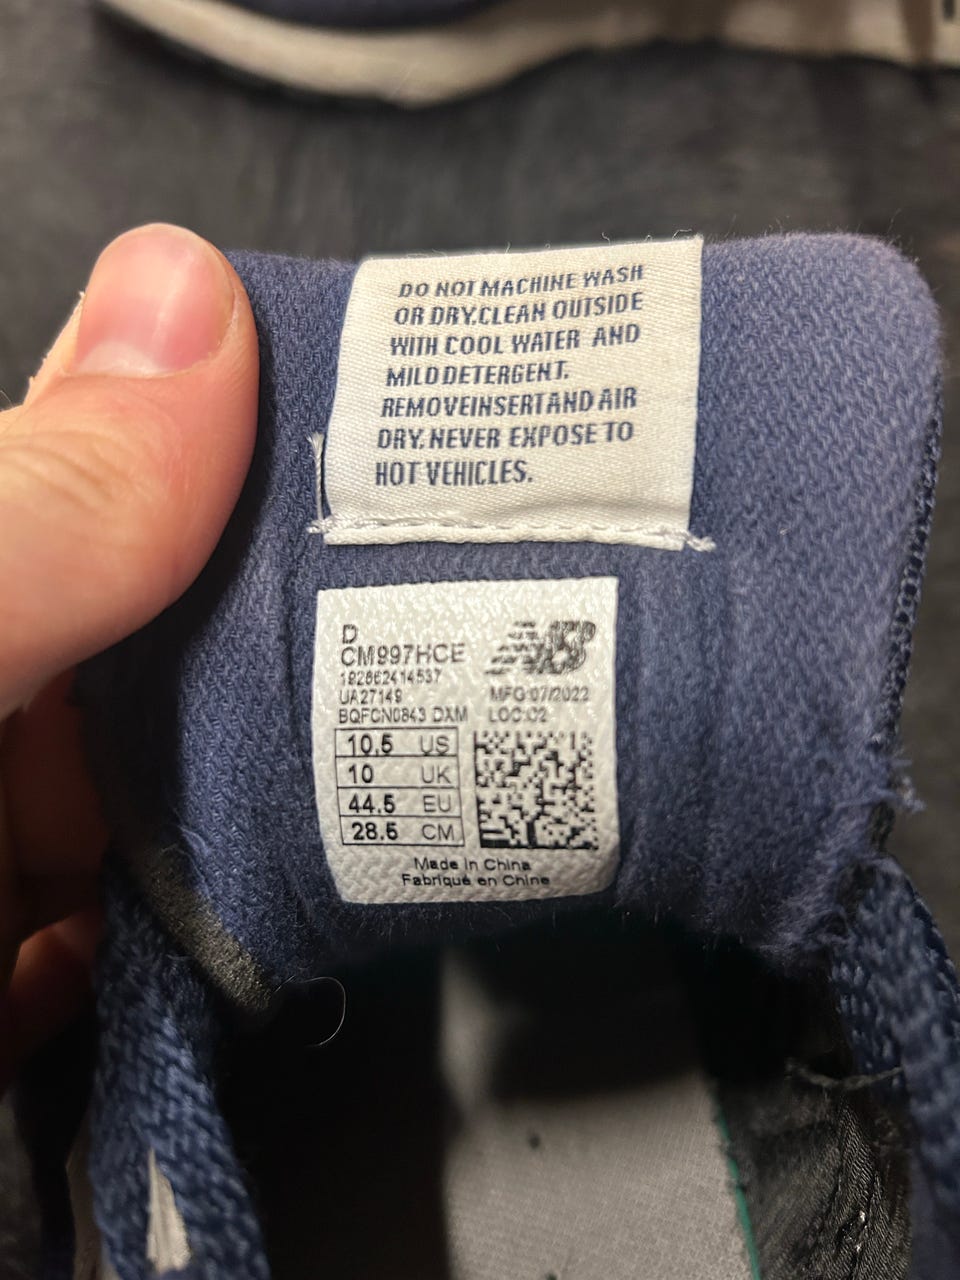 DO NOT MACHINE WASH
OR DRY.CLEAN OUTSIDE
WITH COOL WATER AND
MILD DETERGENT.
REMOVEINSERTAND AIR
DRY. NEVER EXPOSE TO
HOT VEHICLES.
D
CM997HCE
192662414537
UA27149
BQFCN0843 DXM
NB
MFG:07/2022
LOC:02
10.5 US
10 UK
44.5 EU
28.5 CM
Made in China
Fabriqué en Chine